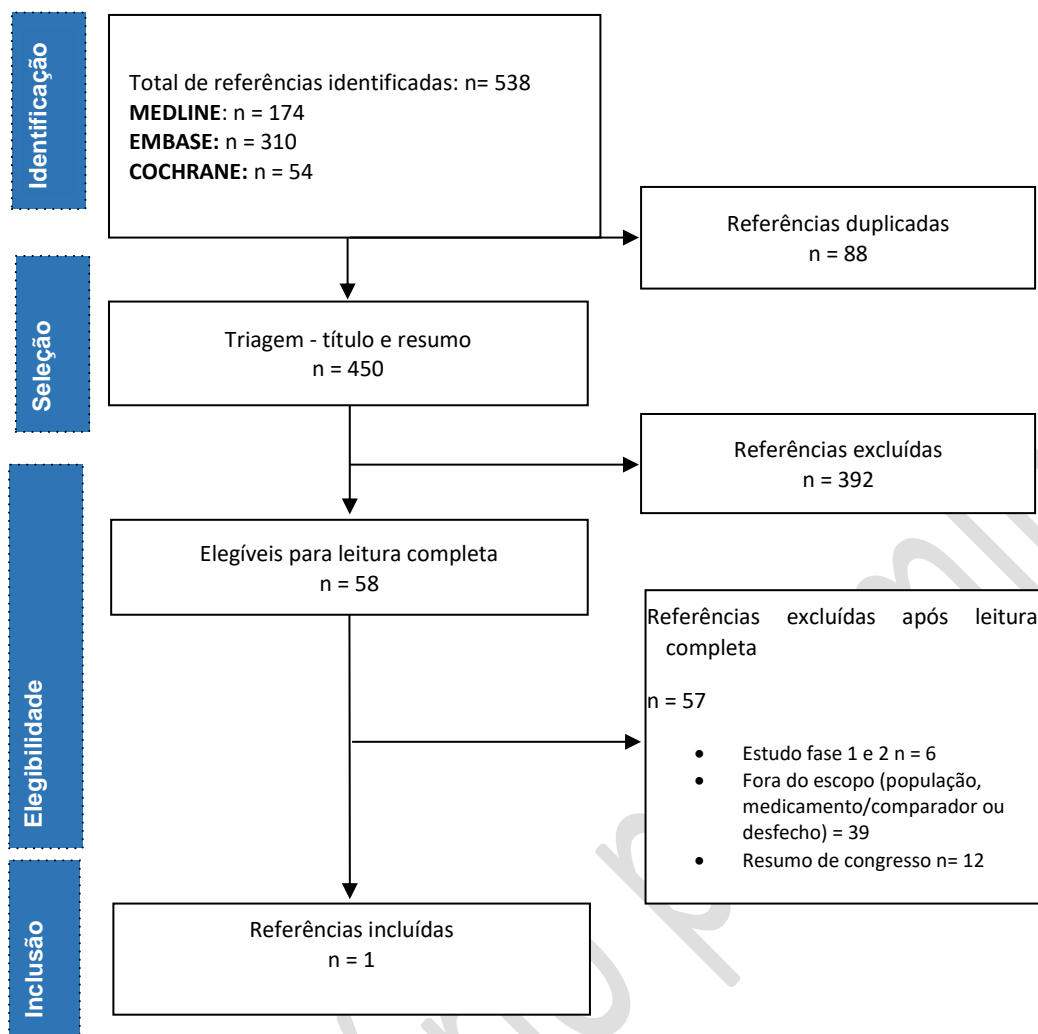 Identificação
Total de referências identificadas: n= 538
MEDLINE: n = 174
EMBASE: n = 310
COCHRANE: n = 54
Referências duplicadas
n = 88
Seleção
Triagem - título e resumo
n = 450
Referências excluídas
n = 392
Elegibilidade
Elegíveis para leitura completa
n = 58
Referências excluídas após leitura
completa
n = 57
• Estudo fase 1 e 2 n = 6
• Fora do escopo (população,
medicamento/comparador ou
desfecho) = 39
• Resumo de congresso n= 12
Inclusão
Referências incluídas
n = 1